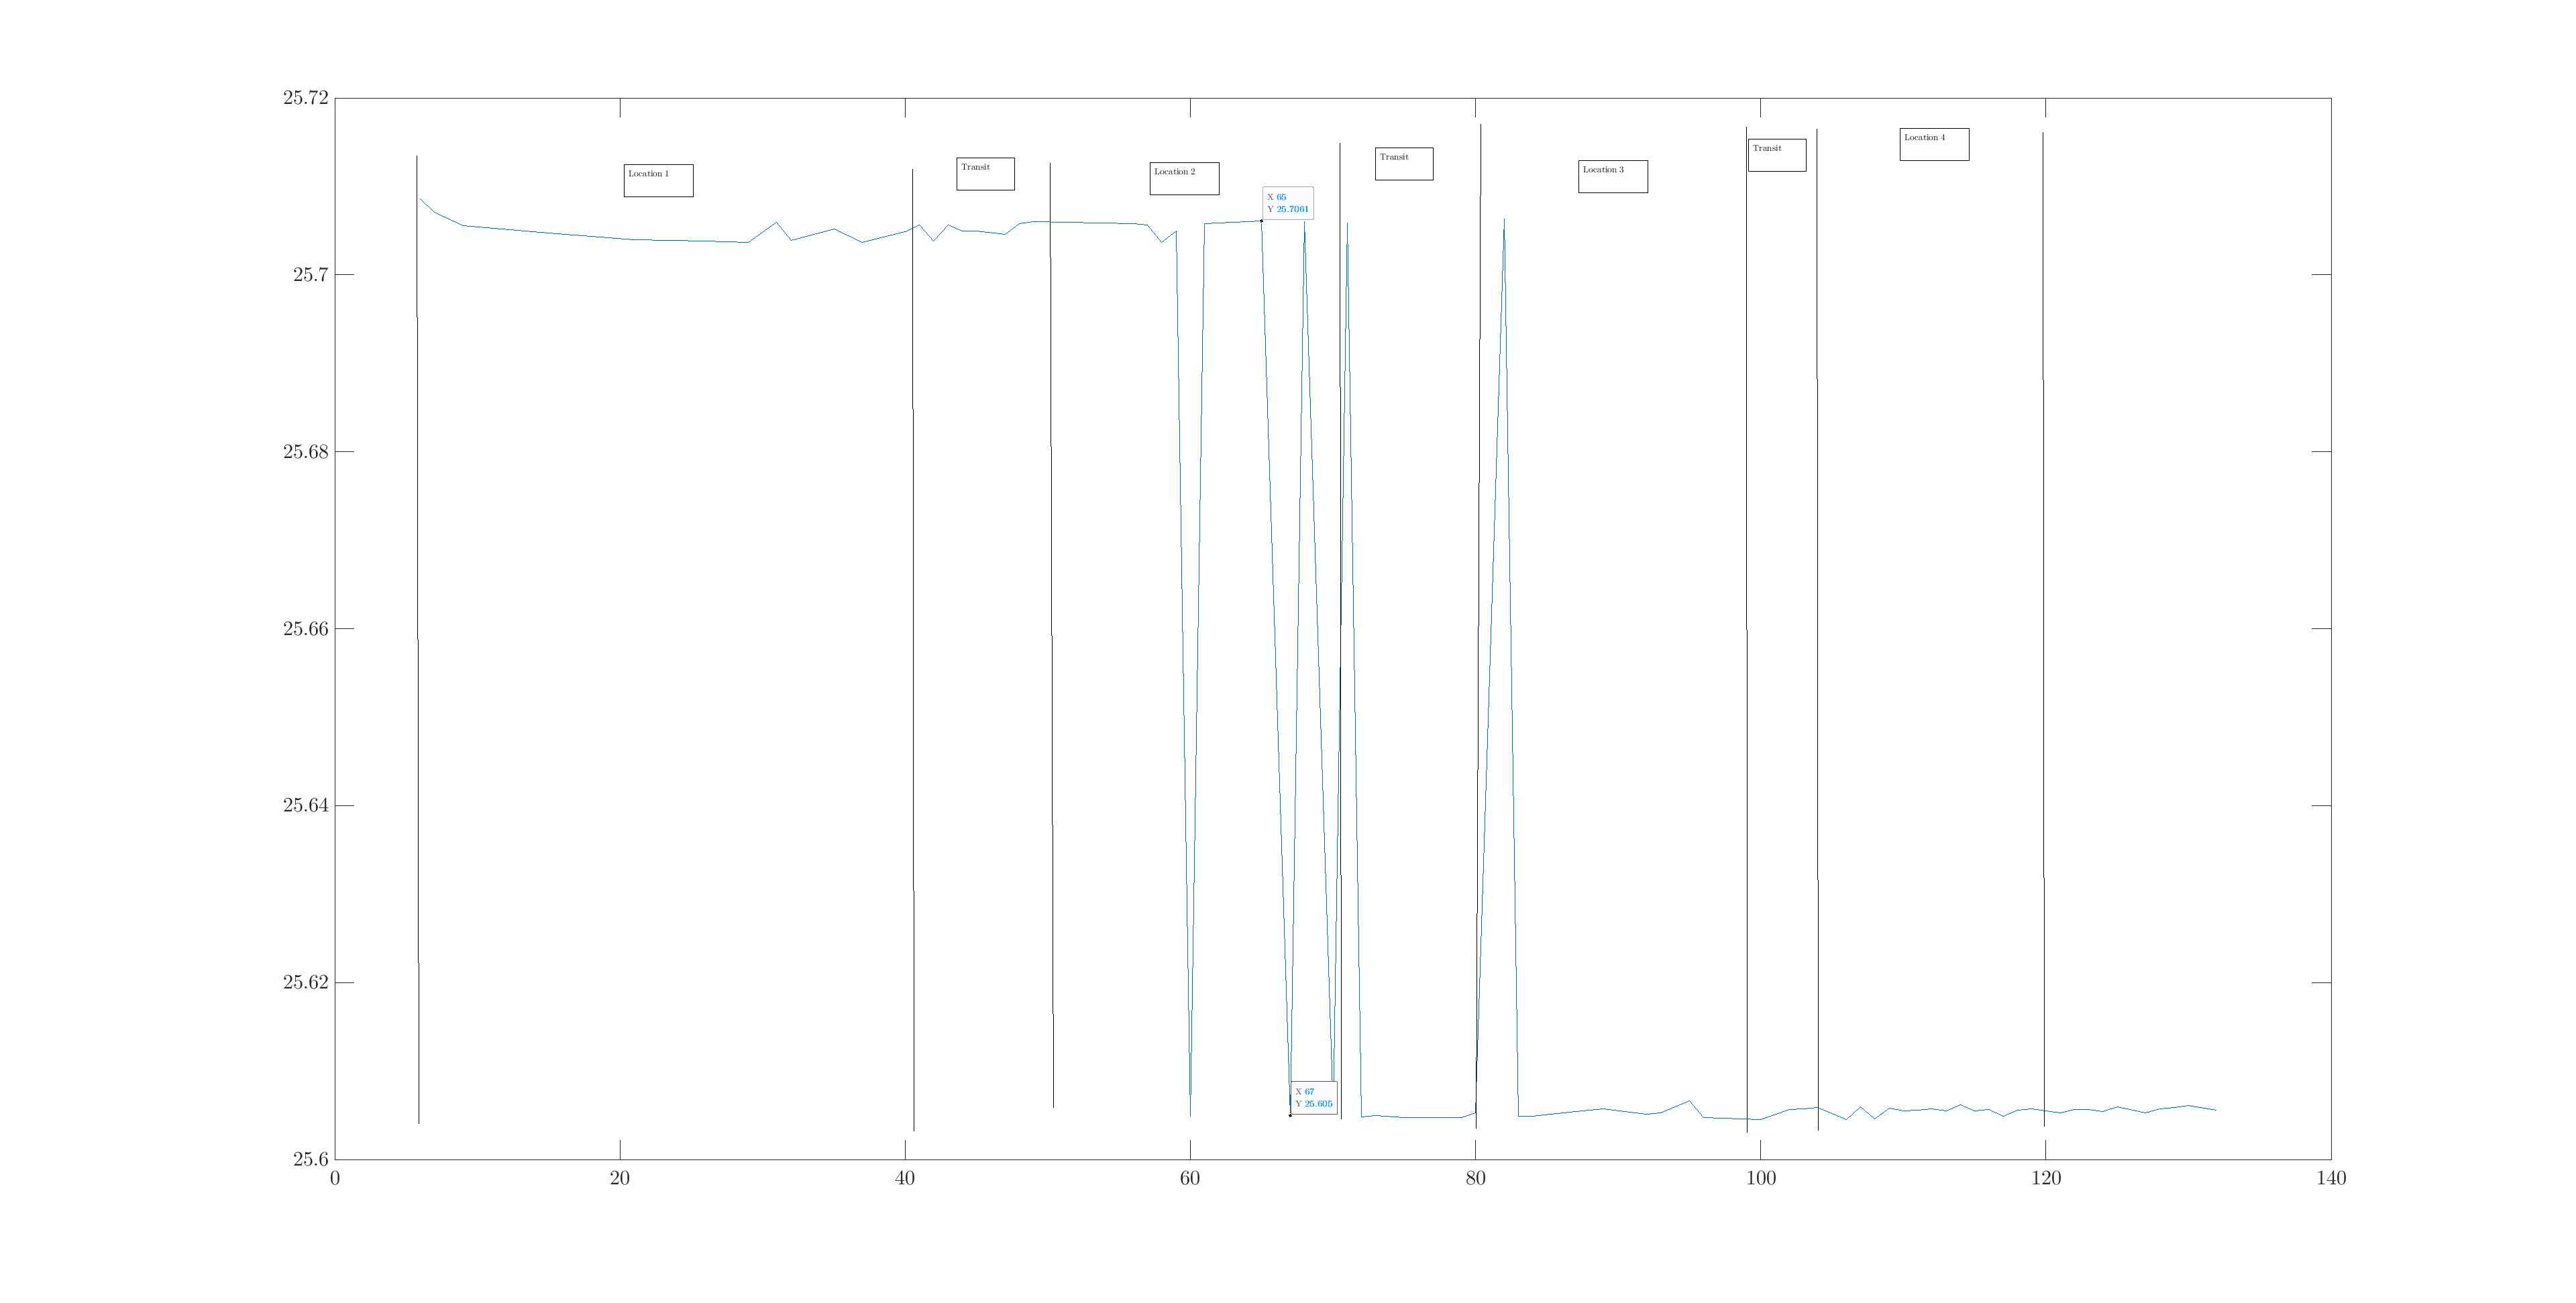 25.72
Location 1
Transit
Location 2
X 65
Y 25.7061
Transit
Location 3
Transit
Location 4
25.7
25.68
25.66
25.64
25.62
X 67
Y 25.605
25.6
0 20 40 60 80 100 120 140